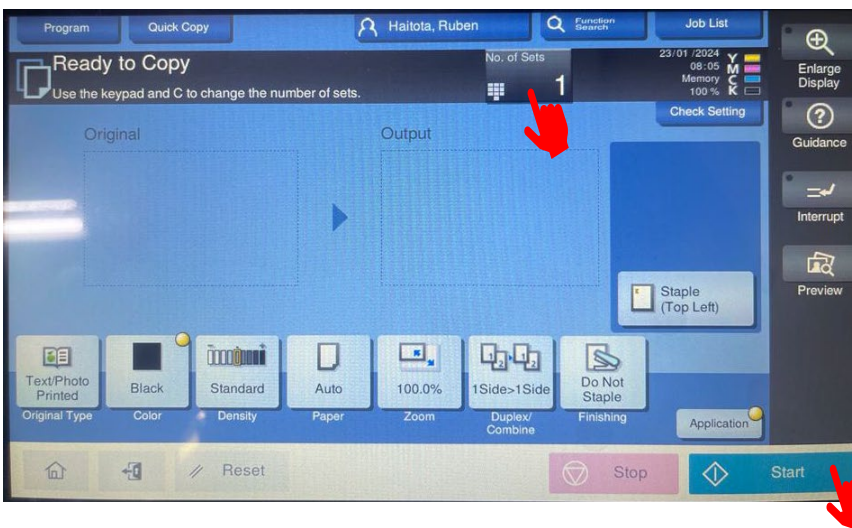 Program
Quick Copy
Haitota, Ruben
Function
Search
Job List
Ready to Copy
Use the keypad and C to change the number of sets.
No. of Sets
1
23/01 /2024
08:05
Memory
100 %
Y
M
C
K
Enlarge
Display
Check Setting
Guidance
Original
Output
Interrupt
Preview
Staple
(Top Left)
Text/Photo
Printed
Black
Standard
Auto
100.0%
1Side>1Side
Do Not
Staple
Original Type
Color
Density
Paper
Zoom
Duplex/
Combine
Finishing
Application
Reset
Stop
Start